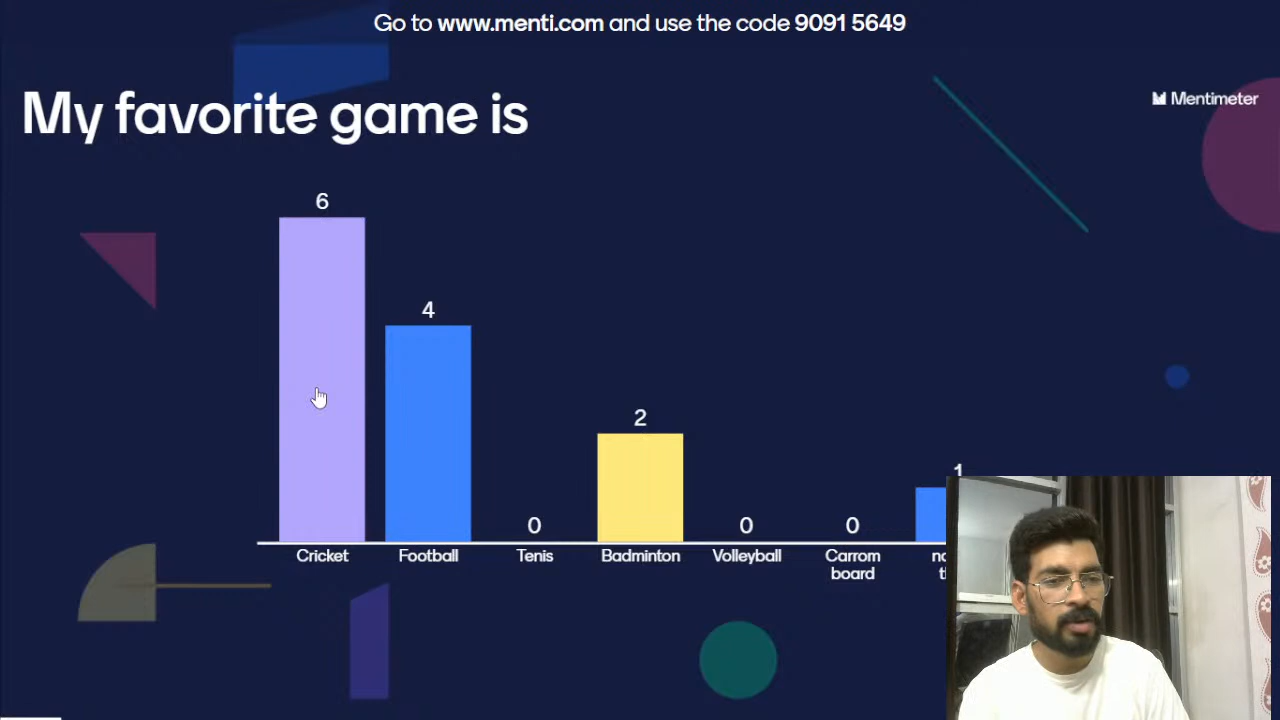 Go to www.menti.com and use the code 9091 5649
My favorite game is
Mentimeter
6
4
0
2
0
0
1
Cricket
Football
Tenis
Badminton
Volleyball
Carrom
board